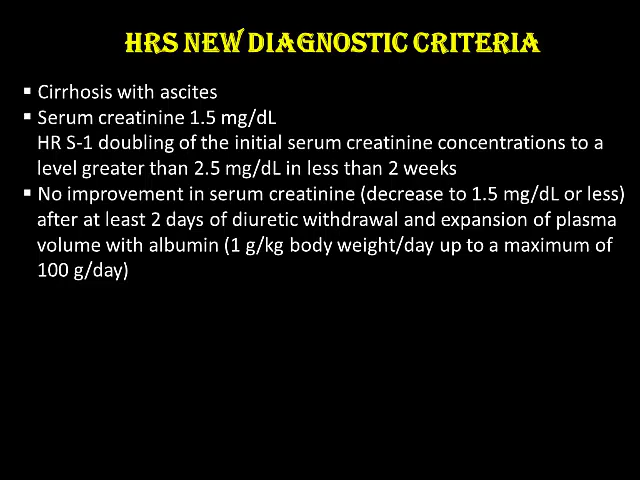 HRS NEW DIAGNOSTIC CRITERIA
▪ Cirrhosis with ascites
▪ Serum creatinine 1.5 mg/dL
HR S-1 doubling of the initial serum creatinine concentrations to a
level greater than 2.5 mg/dL in less than 2 weeks
▪ No improvement in serum creatinine (decrease to 1.5 mg/dL or less)
after at least 2 days of diuretic withdrawal and expansion of plasma
volume with albumin (1 g/kg body weight/day up to a maximum of
100 g/day)